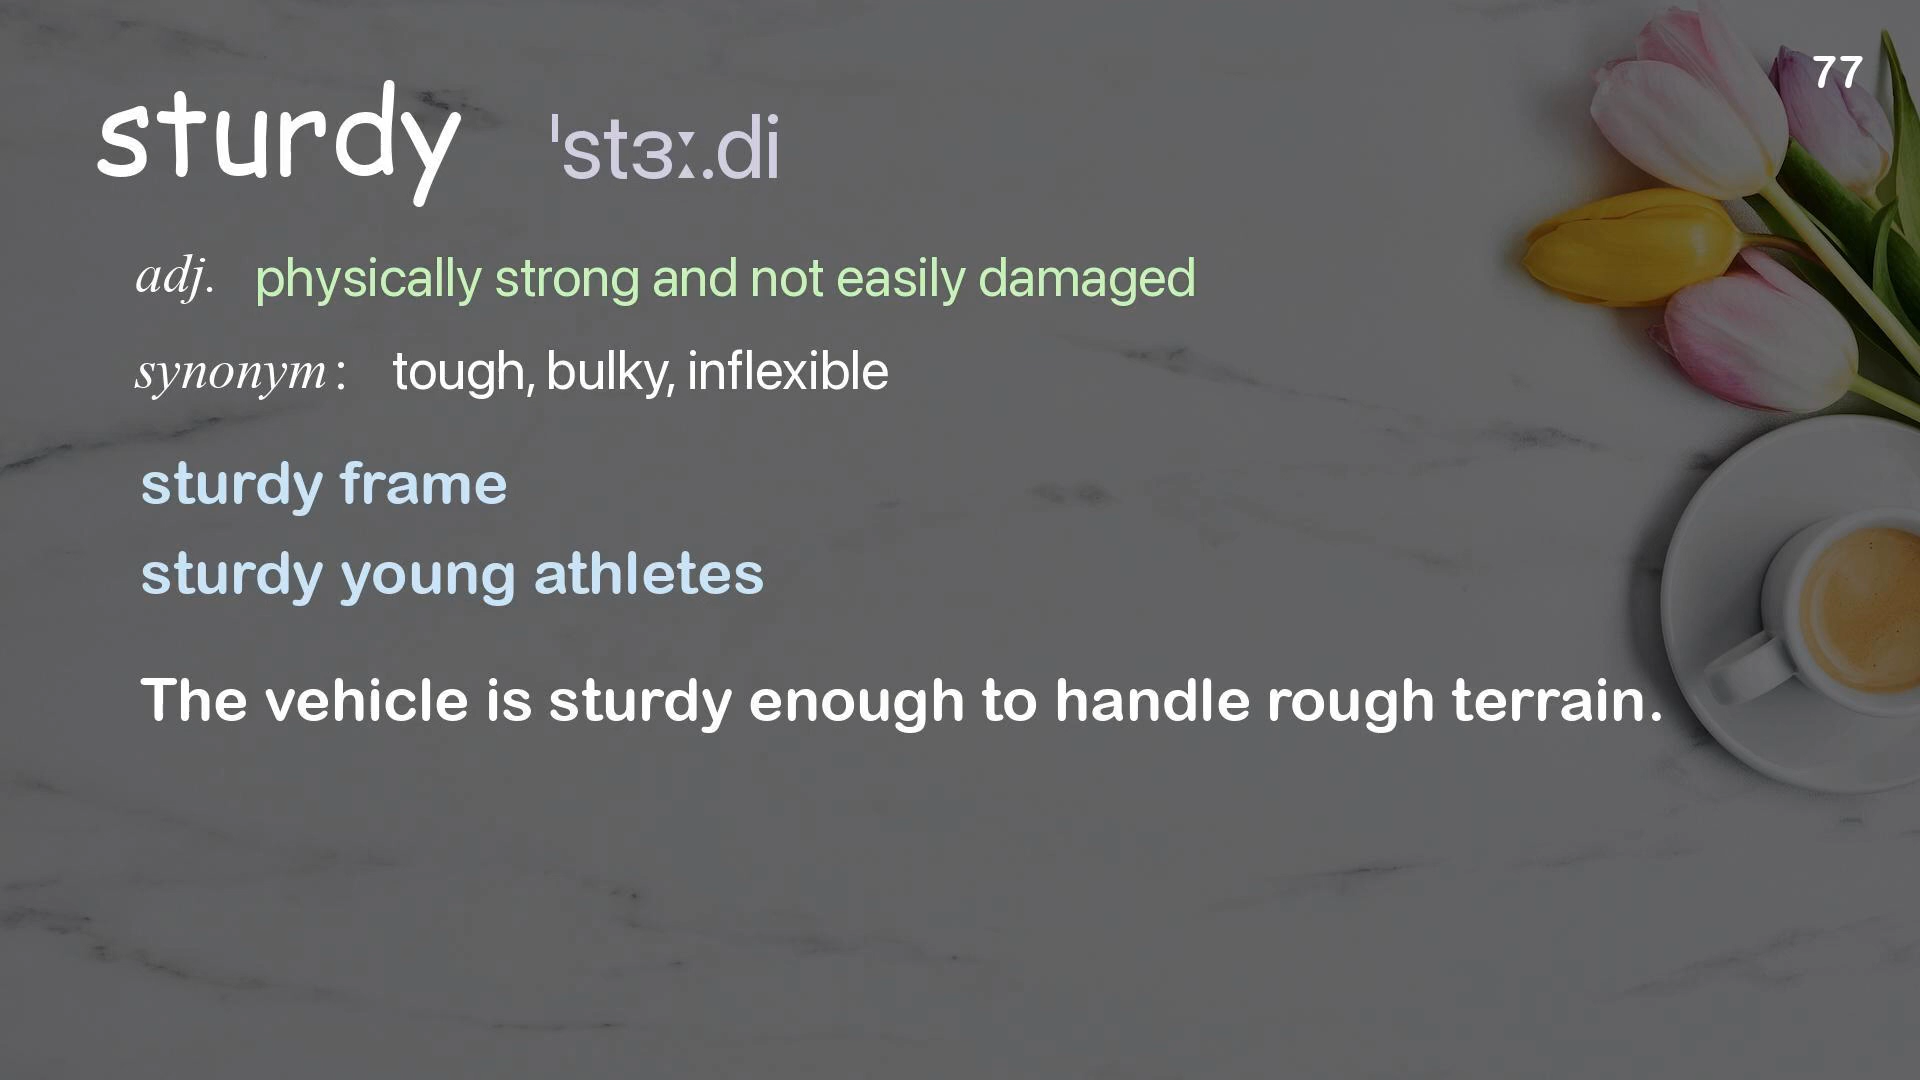 77
sturdy ˈstɜː.di
adj. physically strong and not easily damaged
synonym: tough, bulky, inflexible
sturdy frame
sturdy young athletes
The vehicle is sturdy enough to handle rough terrain.